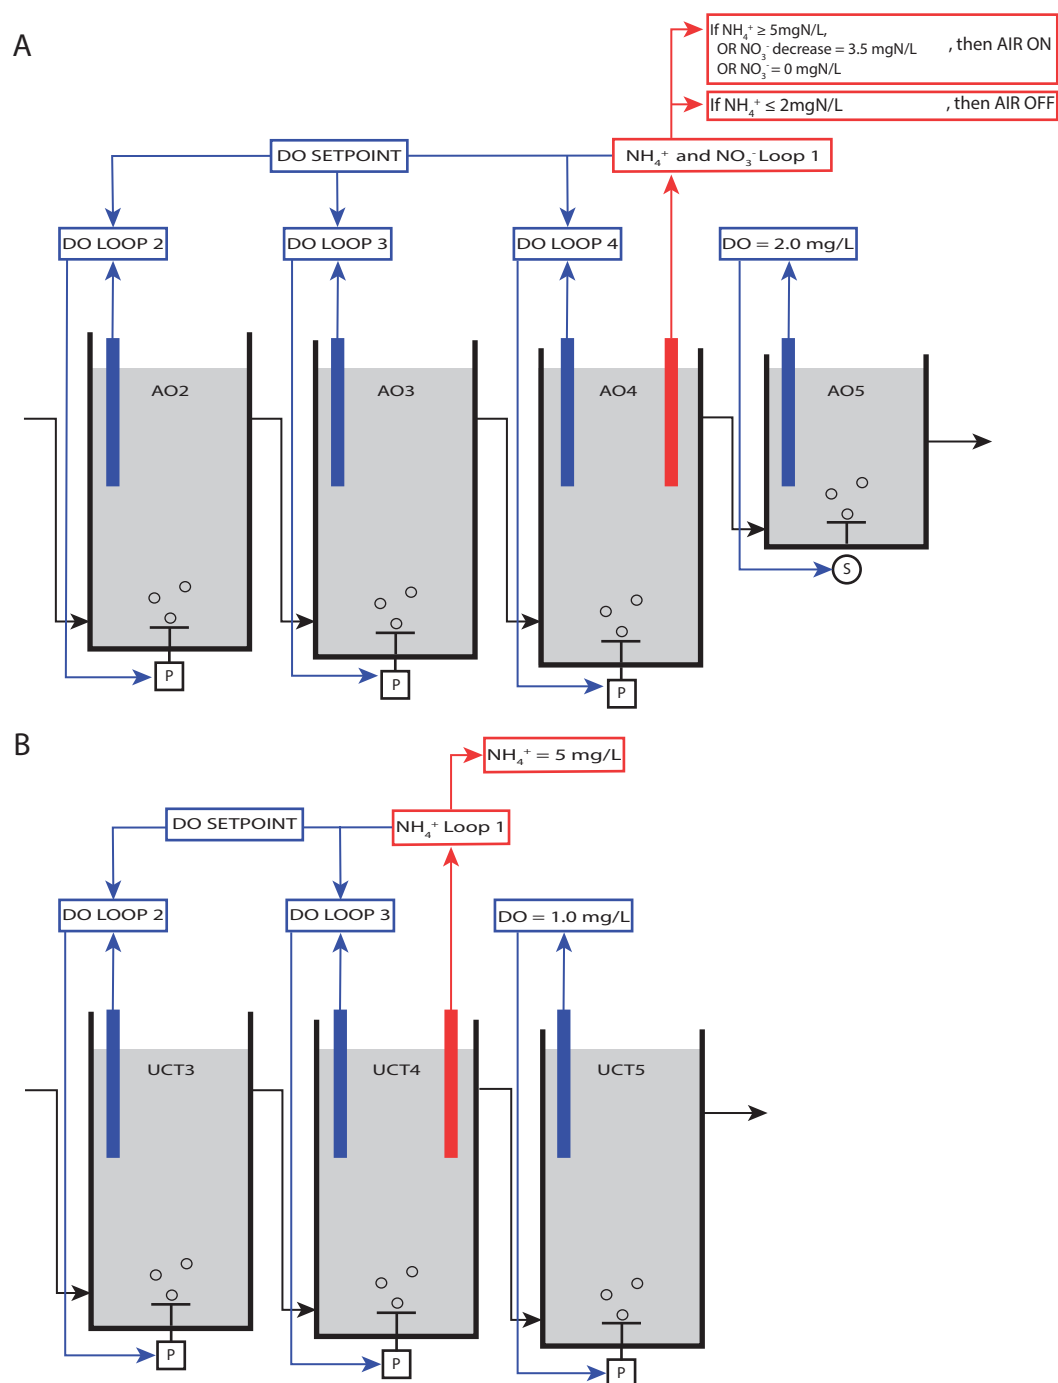 A
If NH₄⁺ ≥ 5mgN/L,
OR NO₃⁻ decrease = 3.5 mgN/L , then AIR ON
OR NO₃⁻ = 0 mgN/L
If NH₄⁺ ≤ 2mgN/L , then AIR OFF
DO SETPOINT
NH₄⁺ and NO₃⁻ Loop 1
DO LOOP 2
DO LOOP 3
DO LOOP 4
DO = 2.0 mg/L
AO2
AO3
AO4
AO5
S
P
P
P
B
NH₄⁺ = 5 mg/L
DO SETPOINT
NH₄⁺ Loop 1
DO LOOP 2
DO LOOP 3
DO = 1.0 mg/L
UCT3
UCT4
UCT5
P
P
P